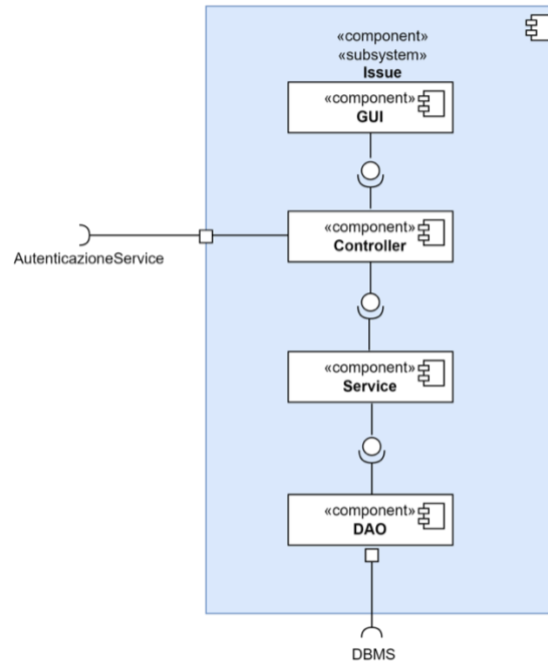 «component»
«subsystem»
Issue
«component»
GUI
«component»
Controller
AutenticazioneService
«component»
Service
«component»
DAO
DBMS